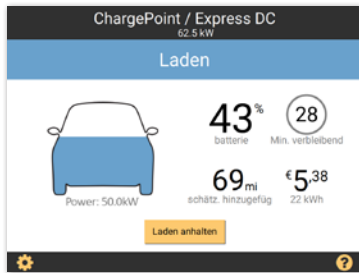 ChargePoint / Express DC
62.5 kW
Laden
43%
batterie
28
Min. verbleibend
Power: 50.0kW
69mi
schätz. hinzugefüg
€5,38
22 kWh
Laden anhalten
?